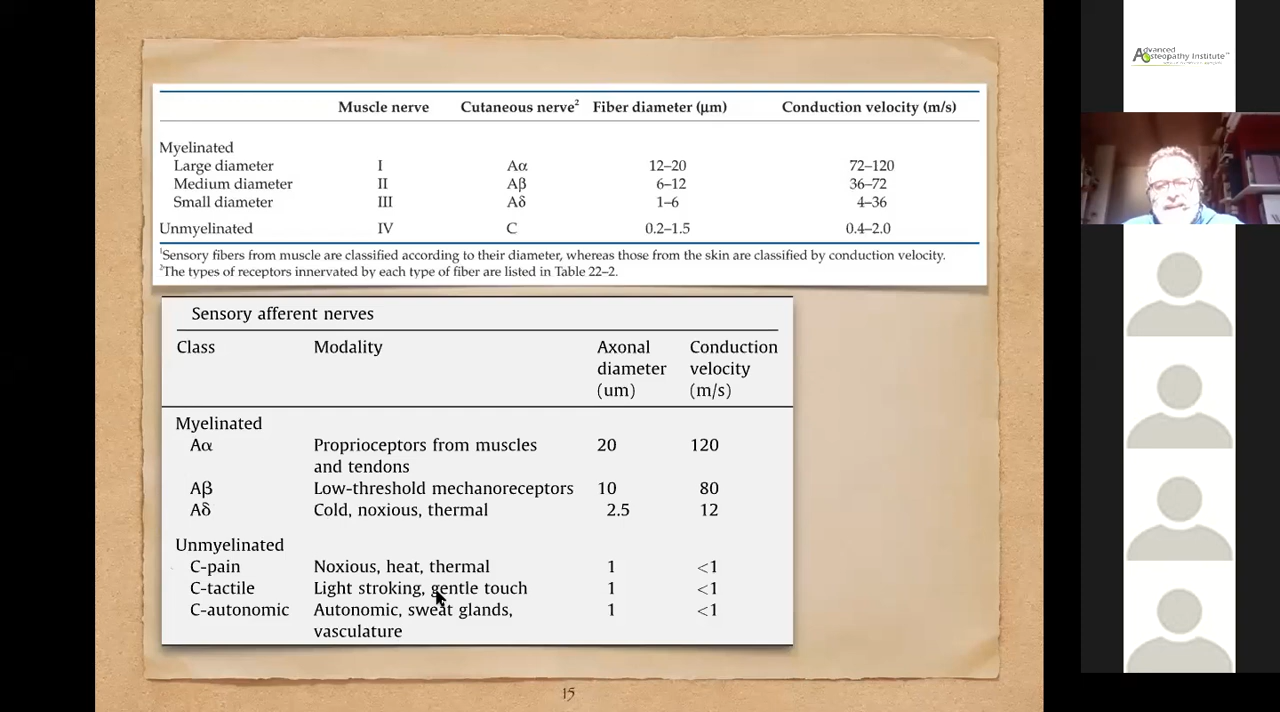 Muscle nerve Cutaneous nerve² Fiber diameter (μm) Conduction velocity (m/s)
Myelinated
Large diameter I Aα 12–20 72–120
Medium diameter II Aβ 6–12 36–72
Small diameter III Aδ 1–6 4–36
Unmyelinated IV C 0.2–1.5 0.4–2.0
¹Sensory fibers from muscle are classified according to their diameter, whereas those from the skin are classified by conduction velocity.
²The types of receptors innervated by each type of fiber are listed in Table 22–2.
Sensory afferent nerves
Class Modality Axonal Conduction
diameter velocity
(um) (m/s)
Myelinated
Aα Proprioceptors from muscles 20 120
and tendons
Aβ Low-threshold mechanoreceptors 10 80
Aδ Cold, noxious, thermal 2.5 12
Unmyelinated
C-pain Noxious, heat, thermal 1 <1
C-tactile Light stroking, gentle touch 1 <1
C-autonomic Autonomic, sweat glands, 1 <1
vasculature
15
Advanced
Osteopathy Institute™